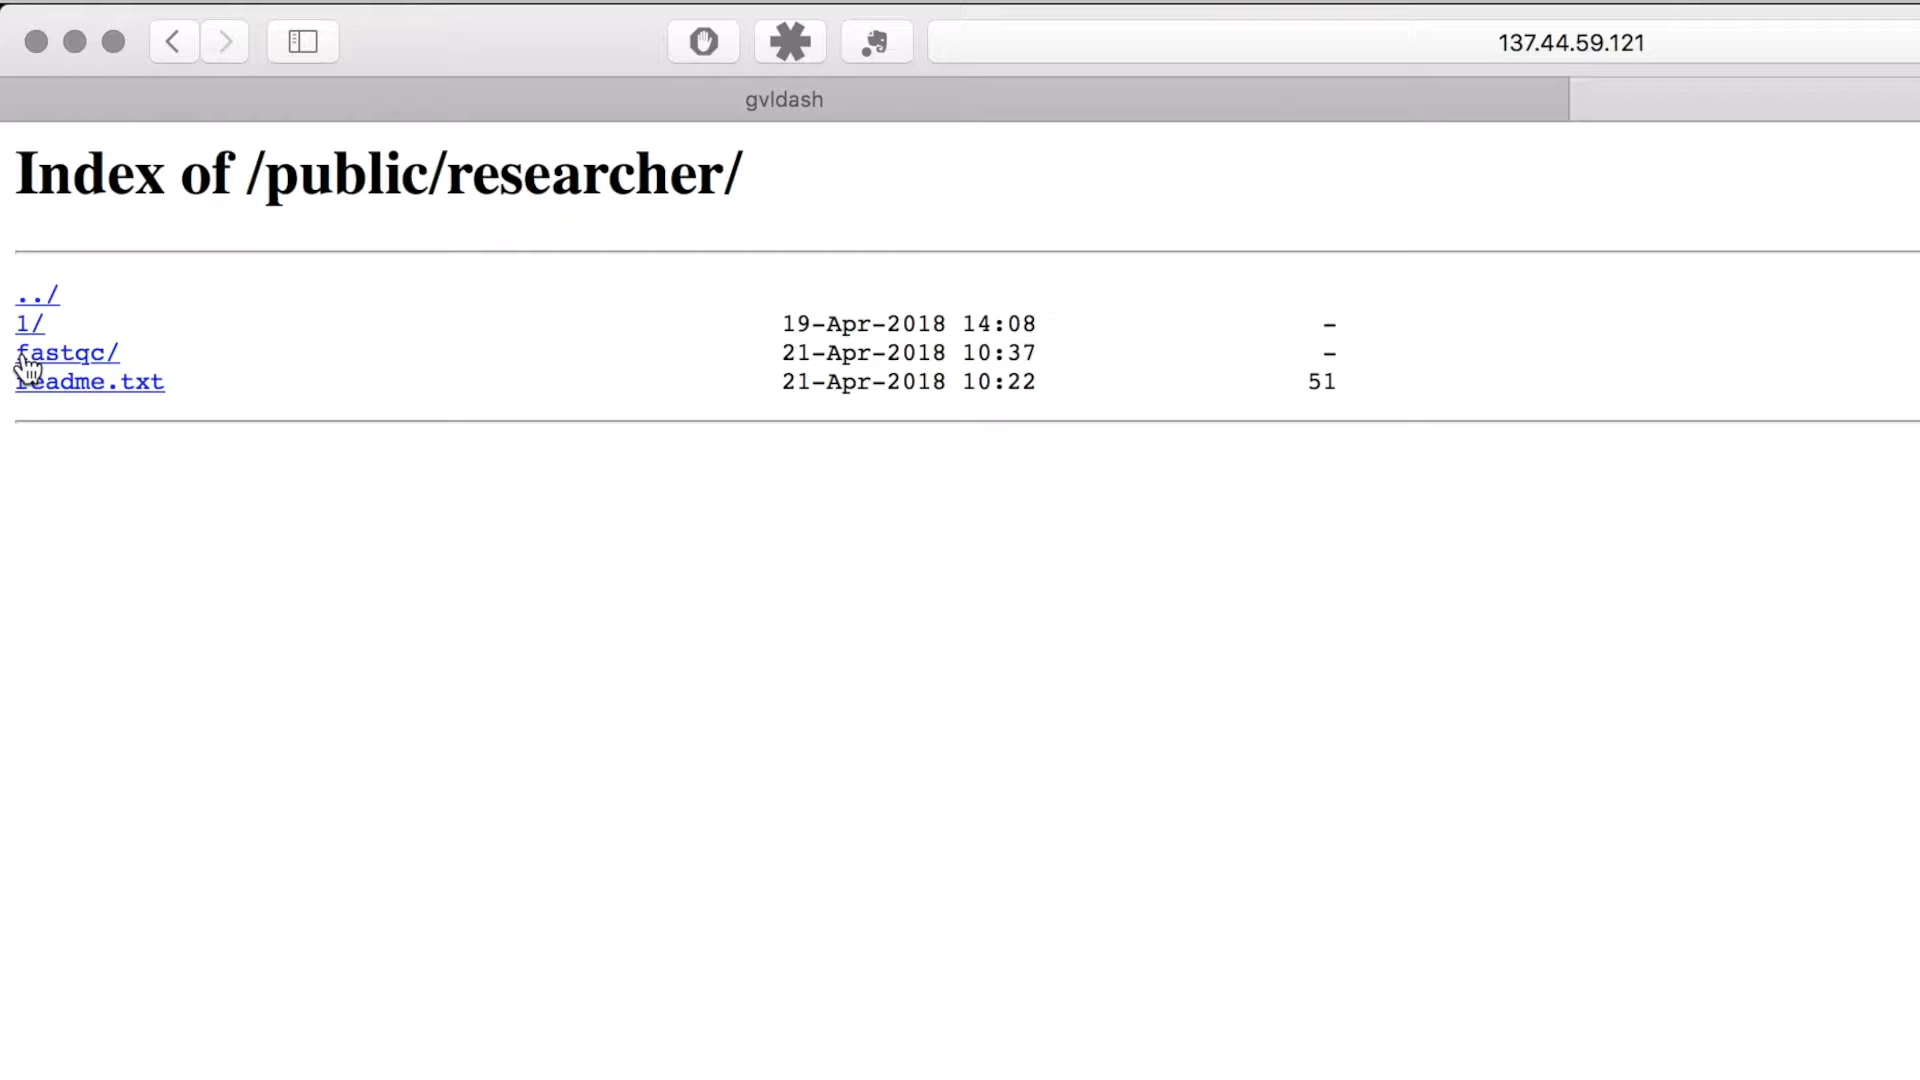 137.44.59.121
gvldash
Index of /public/researcher/
../
1/ 19-Apr-2018 14:08 -
fastqc/ 21-Apr-2018 10:37 -
readme.txt 21-Apr-2018 10:22 51